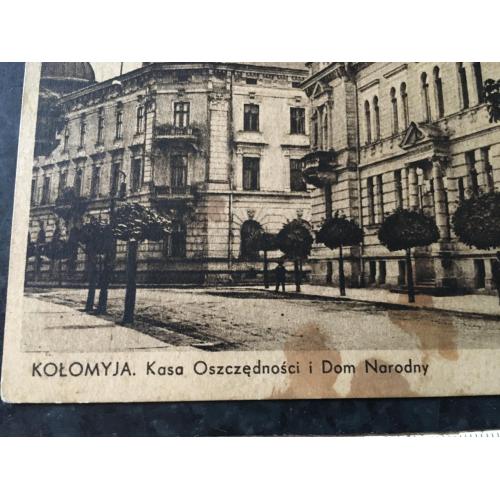 KOŁOMYJA. Kasa Oszczędności i Dom Narodny